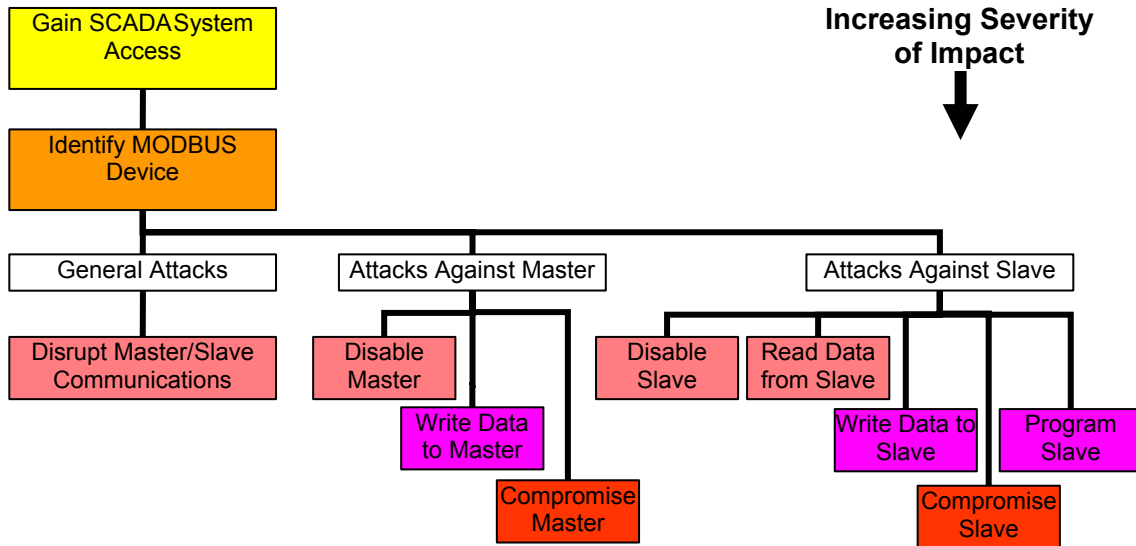 Gain SCADA System
Access
Increasing Severity
of Impact
Identify MODBUS
Device
General Attacks
Attacks Against Master
Attacks Against Slave
Disrupt Master/Slave
Communications
Disable
Master
Disable
Slave
Read Data
from Slave
Write Data
to Master
Write Data to
Slave
Program
Slave
Compromise
Master
Compromise
Slave